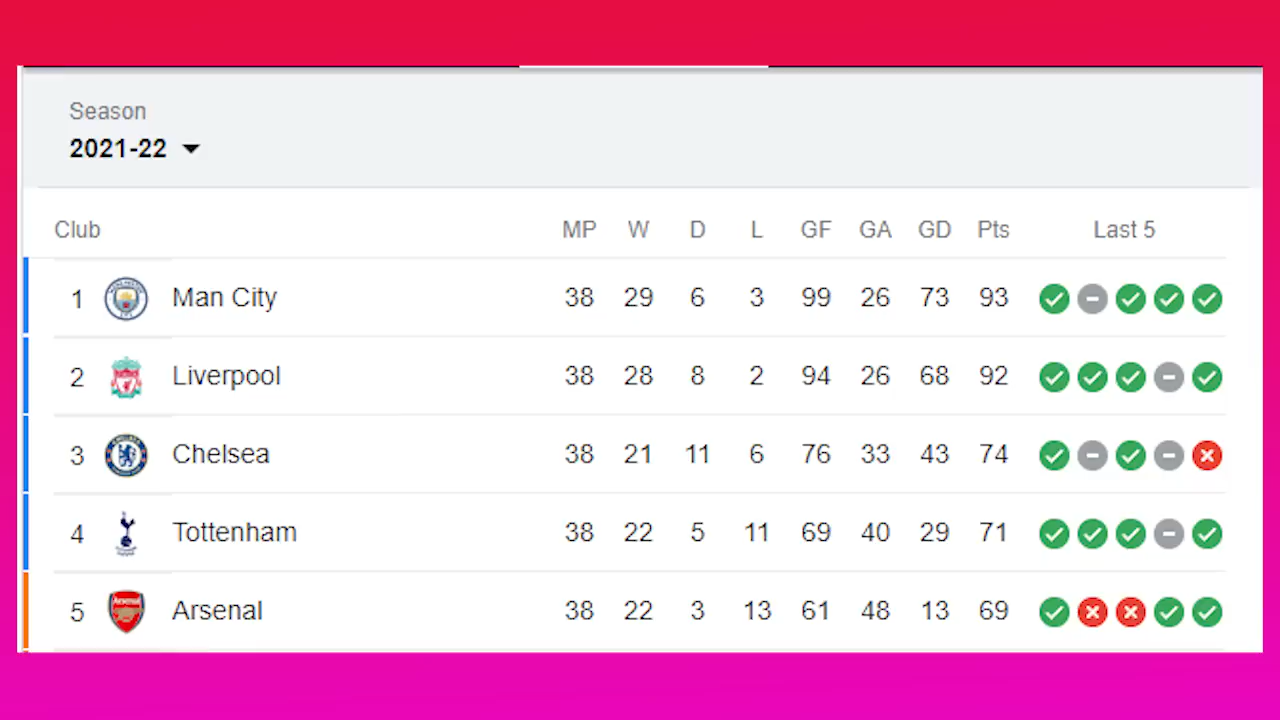 Season
2021-22
Club MP W D L GF GA GD Pts Last 5
1 Man City 38 29 6 3 99 26 73 93
2 Liverpool 38 28 8 2 94 26 68 92
3 Chelsea 38 21 11 6 76 33 43 74
4 Tottenham 38 22 5 11 69 40 29 71
5 Arsenal 38 22 3 13 61 48 13 69